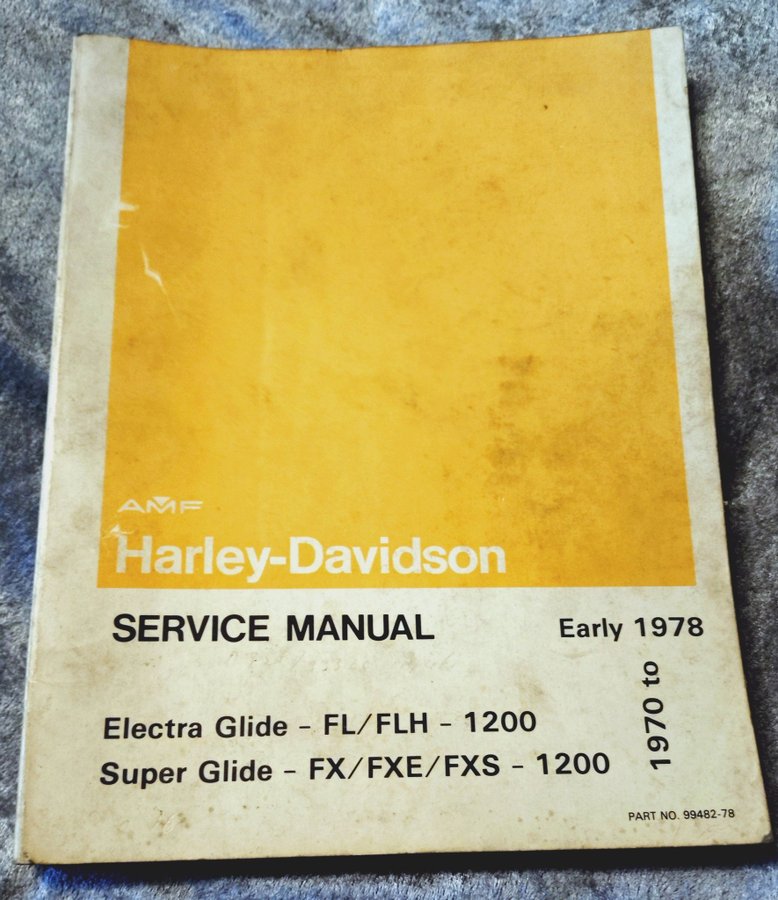 AMF
Harley-Davidson
SERVICE MANUAL
Early 1978
1970 to
Electra Glide - FL/FLH - 1200
Super Glide - FX/FXE/FXS - 1200
PART NO. 99482-78